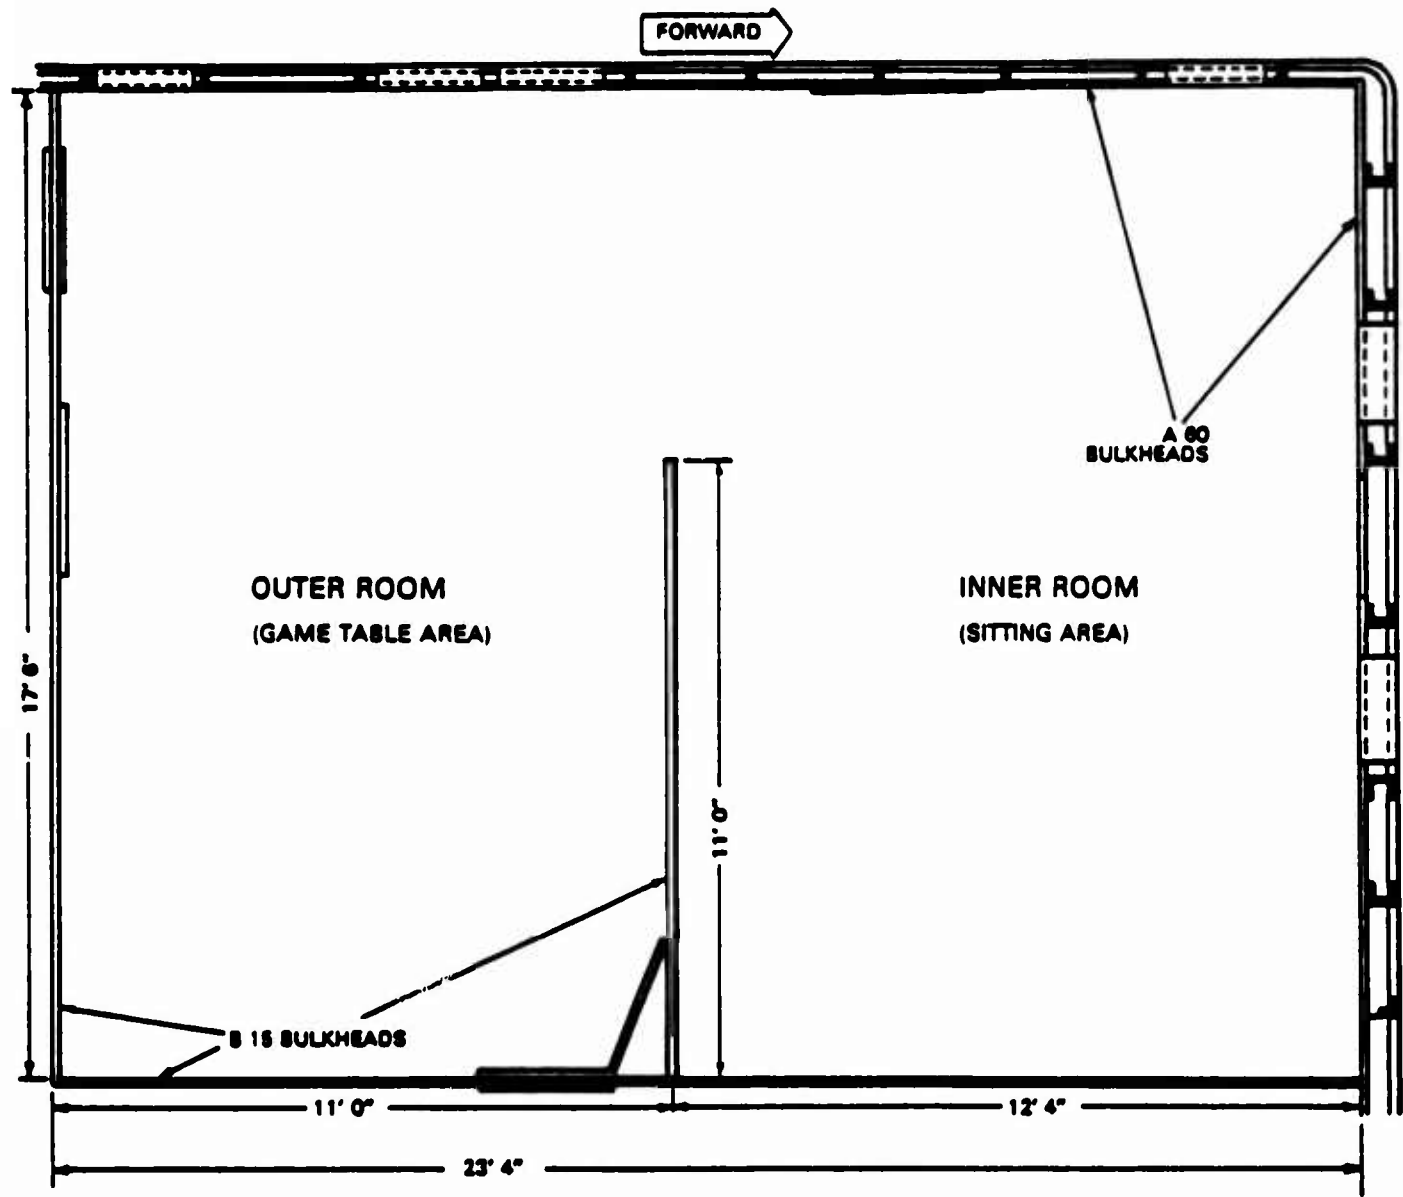 FORWARD
A 60
BULKHEADS
OUTER ROOM
(GAME TABLE AREA)
INNER ROOM
(SITTING AREA)
17' 6"
11' 0"
B 15 BULKHEADS
11' 0"
12' 4"
23' 4"